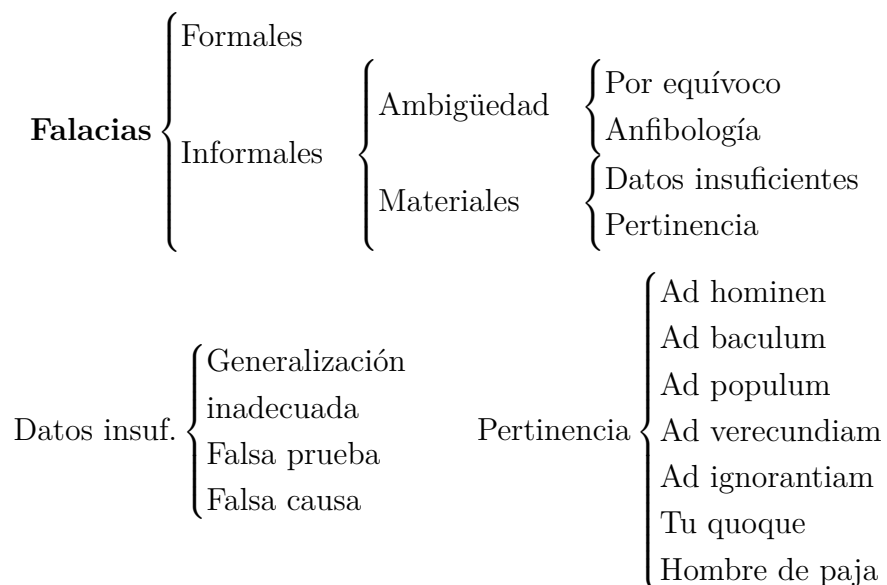 Falacias
Formales
Informales
Ambigüedad
Por equívoco
Anfibología
Materiales
Datos insuficientes
Pertinencia
Datos insuf.
Generalización
inadecuada
Falsa prueba
Falsa causa
Pertinencia
Ad hominen
Ad baculum
Ad populum
Ad verecundiam
Ad ignorantiam
Tu quoque
Hombre de paja